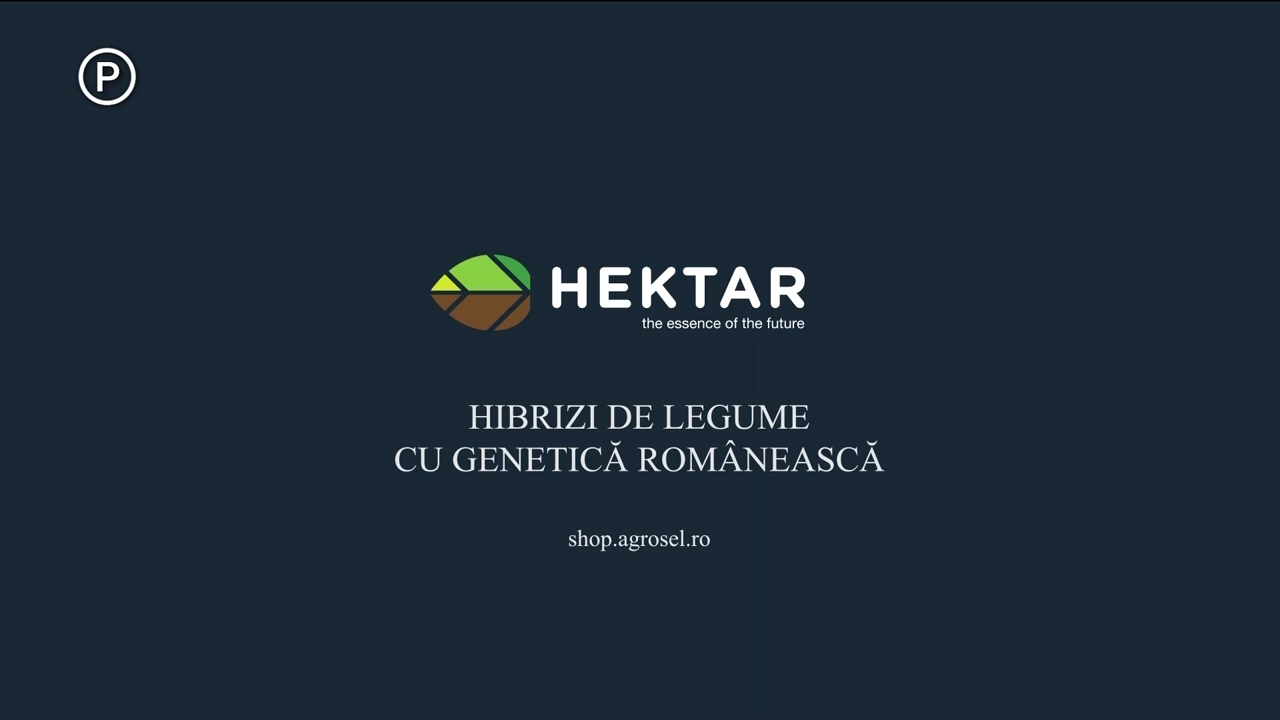 P
HEKTAR
the essence of the future
HIBRIZI DE LEGUME
CU GENETICĂ ROMÂNEASCĂ
shop.agrosel.ro